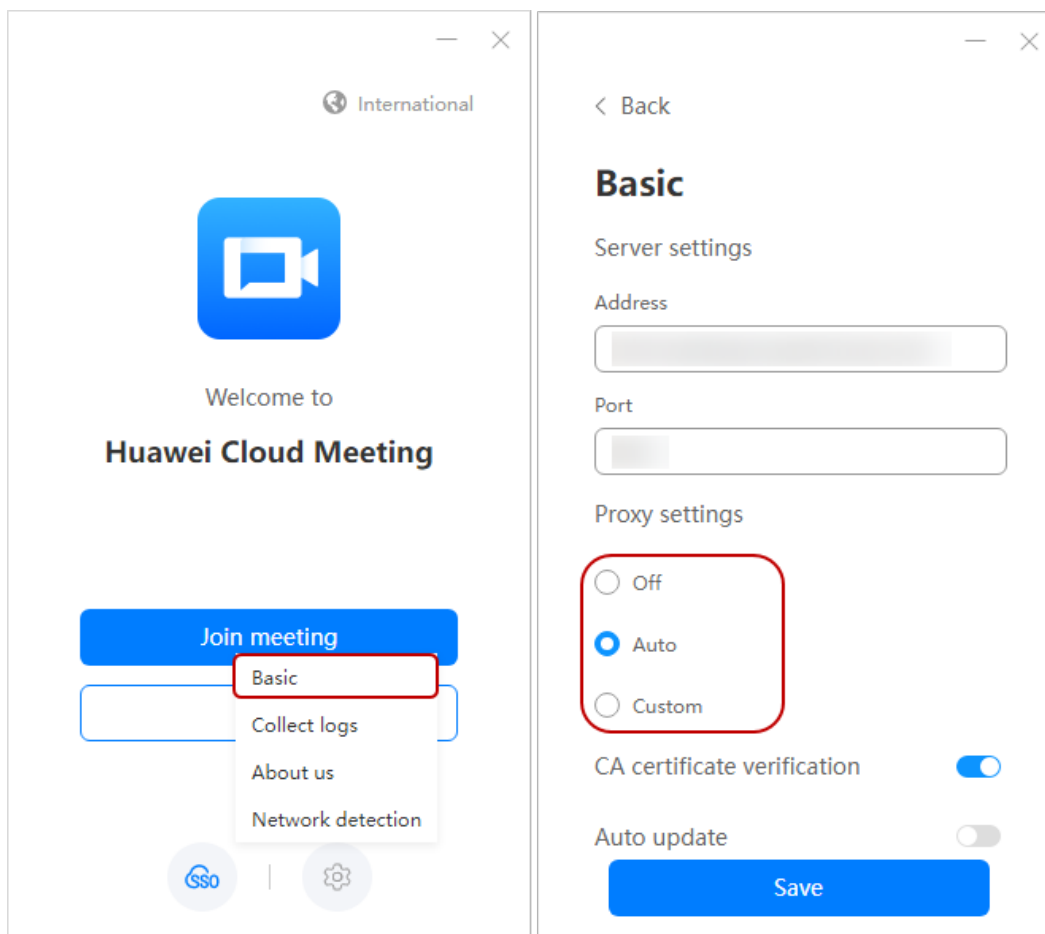 International
Welcome to
Huawei Cloud Meeting
Join meeting
Basic
Collect logs
About us
Network detection
SSO
Back
Basic
Server settings
Address
Port
Proxy settings
Off
Auto
Custom
CA certificate verification
Auto update
Save